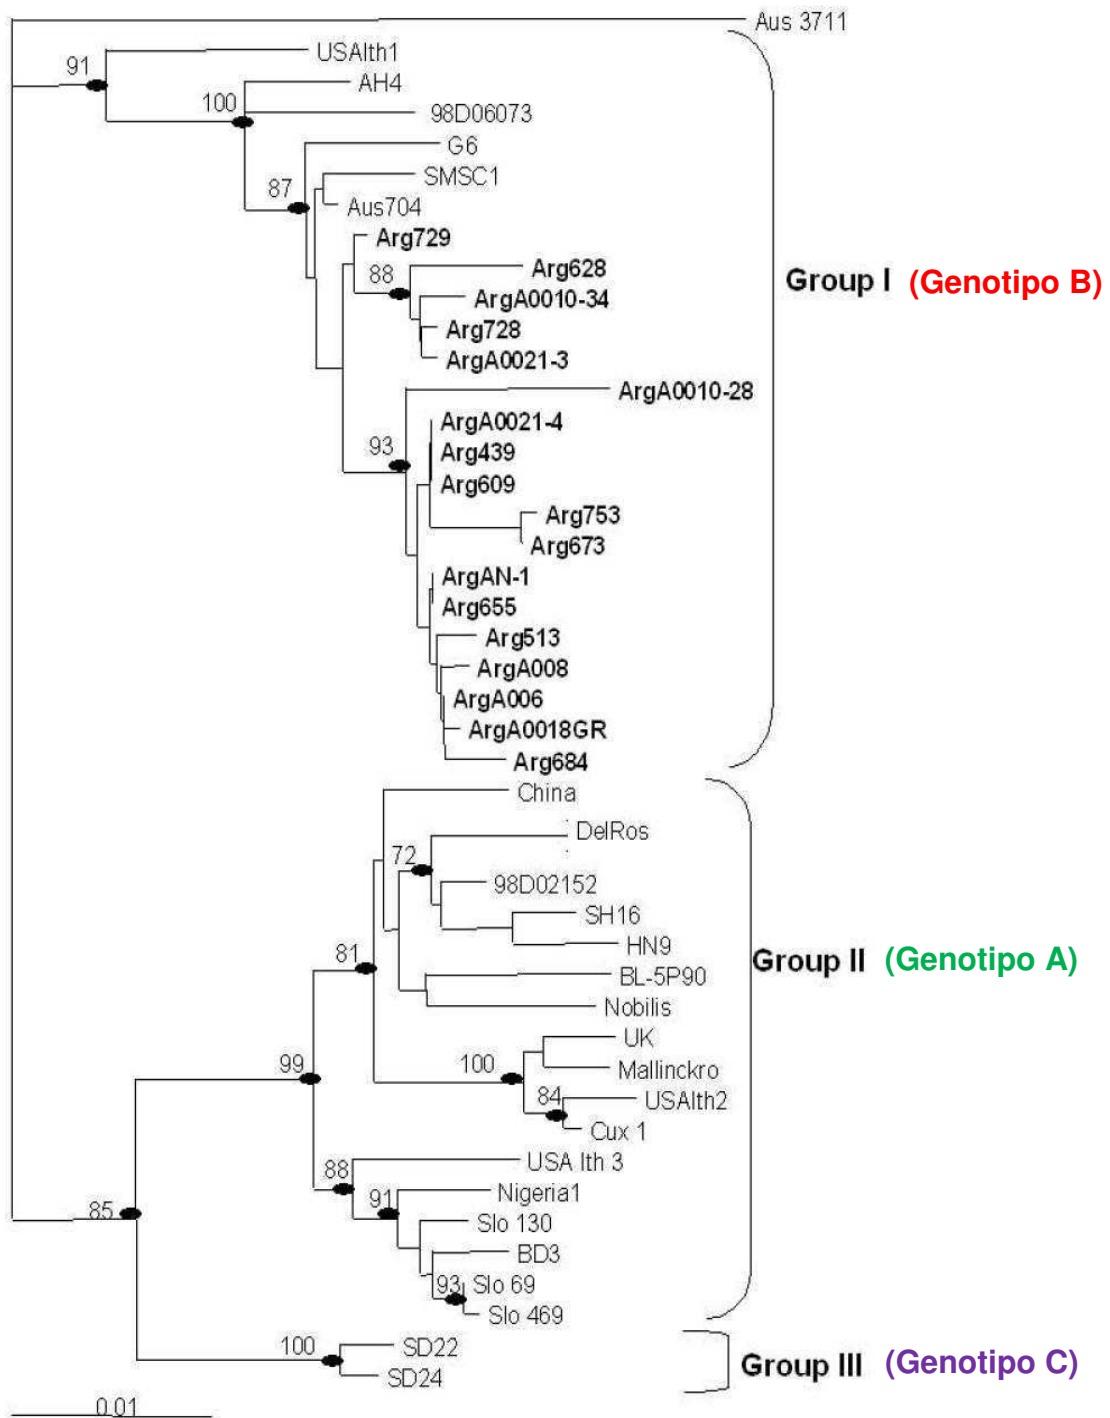 Aus 3711
USAlth1
91
AH4
100
98D06073
G6
SMSC1
87
Aus704
Arg729
Arg628
88
Group I (Genotipo B)
ArgA0010-34
Arg728
ArgA0021-3
ArgA0010-28
ArgA0021-4
93
Arg439
Arg609
Arg753
Arg673
ArgAN-1
Arg655
Arg513
ArgA008
ArgA006
ArgA0018GR
Arg684
China
DelRos
72
98D02152
SH16
HN9
81
Group II (Genotipo A)
BL-5P90
Nobilis
UK
99
100
Mallinckro
84
USAlth2
Cux 1
USA lth 3
88
Nigeria1
91
85
Slo 130
BD3
93
Slo 69
Slo 469
100
SD22
Group III (Genotipo C)
SD24
0.01